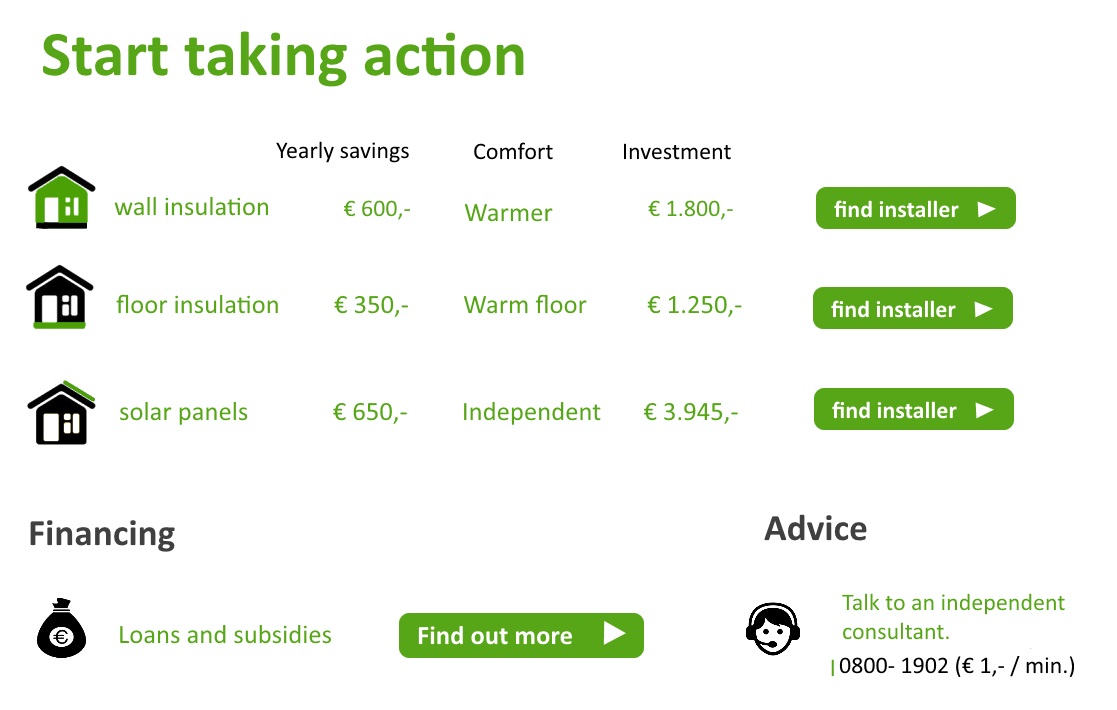 Start taking action
Yearly savings Comfort Investment
wall insulation € 600,- Warmer € 1.800,- find installer
floor insulation € 350,- Warm floor € 1.250,- find installer
solar panels € 650,- Independent € 3.945,- find installer
Financing
Advice
Loans and subsidies Find out more
Talk to an independent
consultant.
0800- 1902 (€ 1,- / min.)